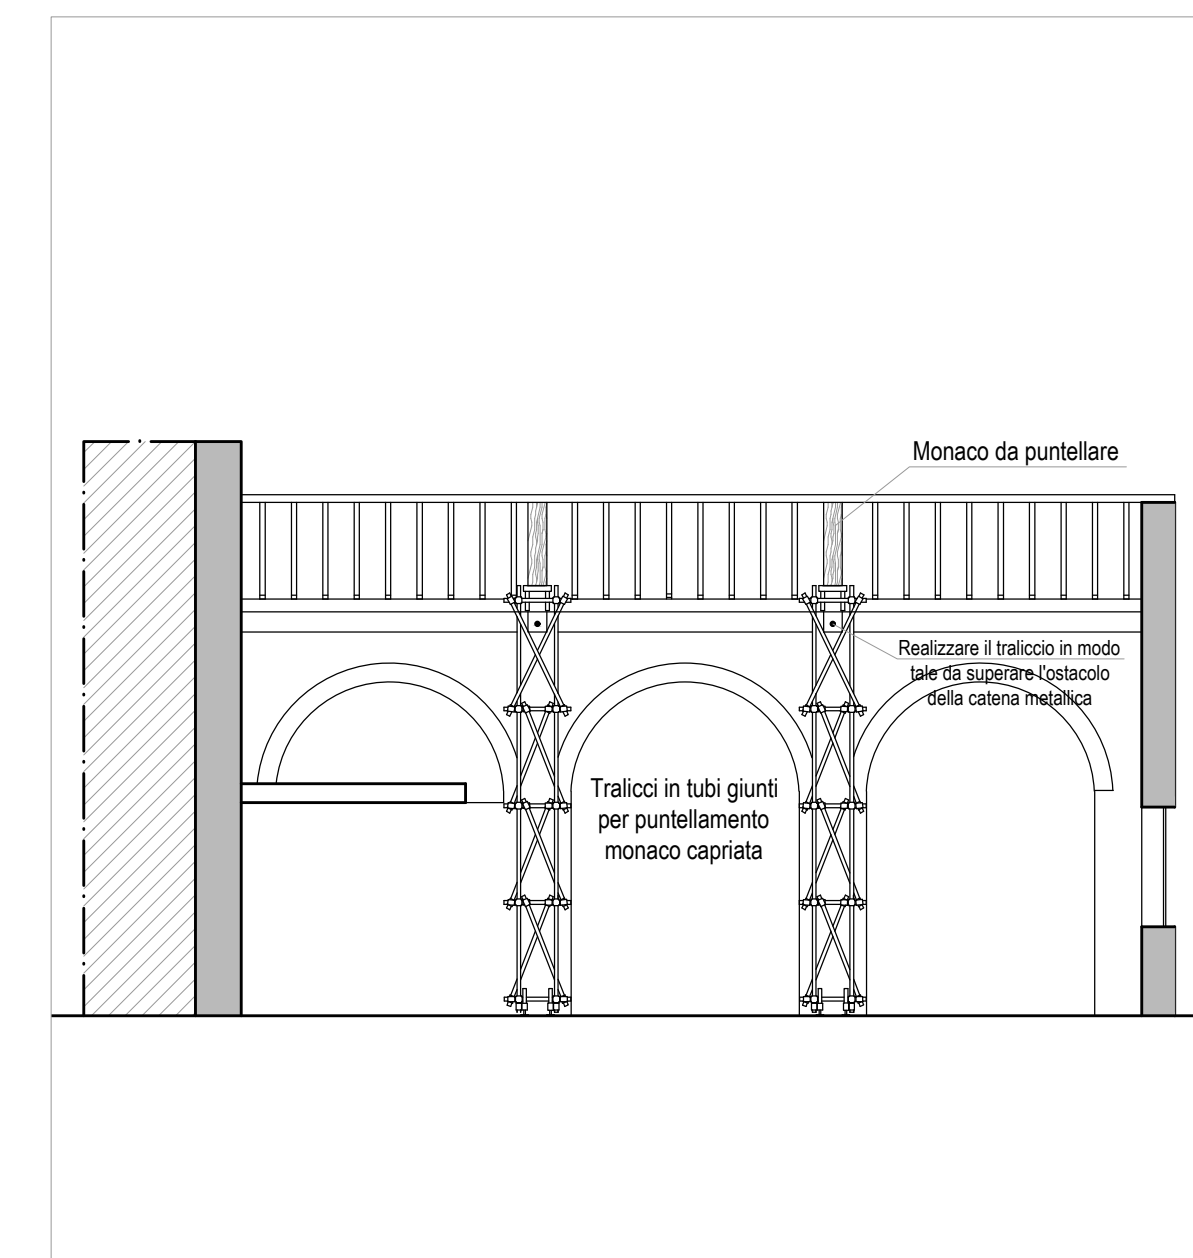 Monaco da puntellare
Realizzare il traliccio in modo
tale da superare l'ostacolo
della catena metallica
Tralicci in tubi giunti
per puntellamento
monaco capriata